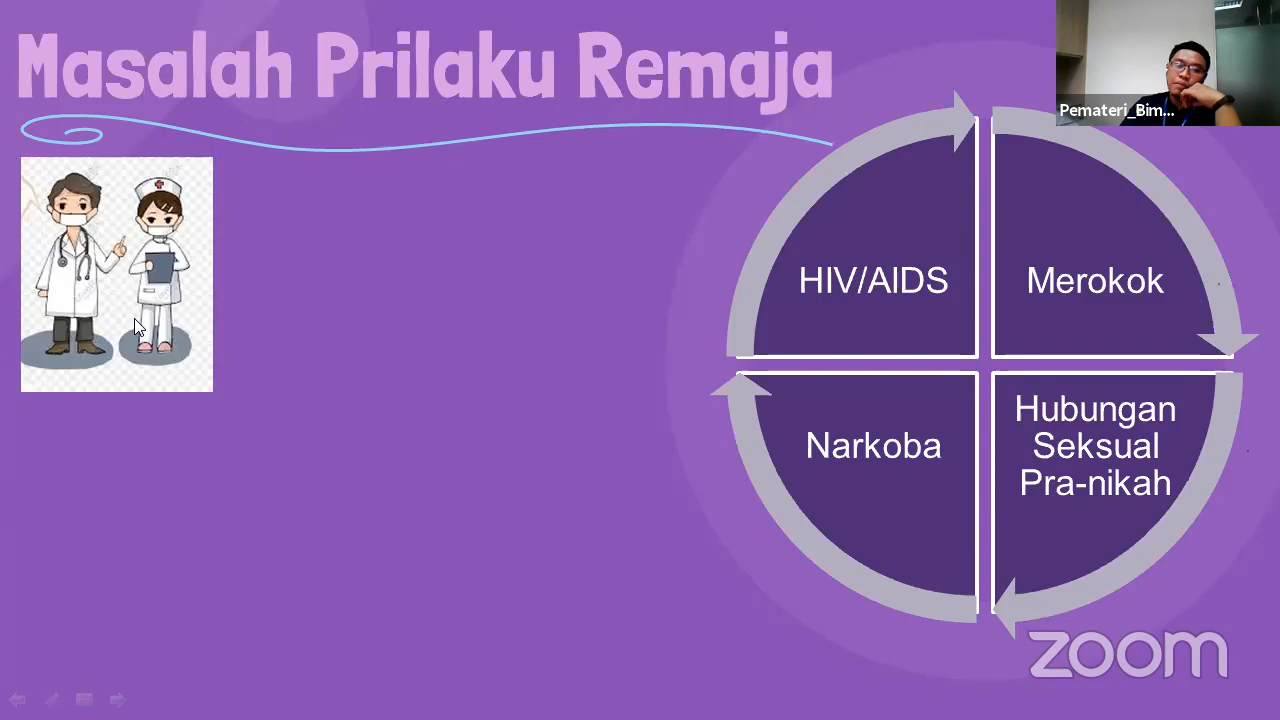 Masalah Prilaku Remaja
Pemateri_Bim...
HIV/AIDS
Merokok
Narkoba
Hubungan
Seksual
Pra-nikah
zoom